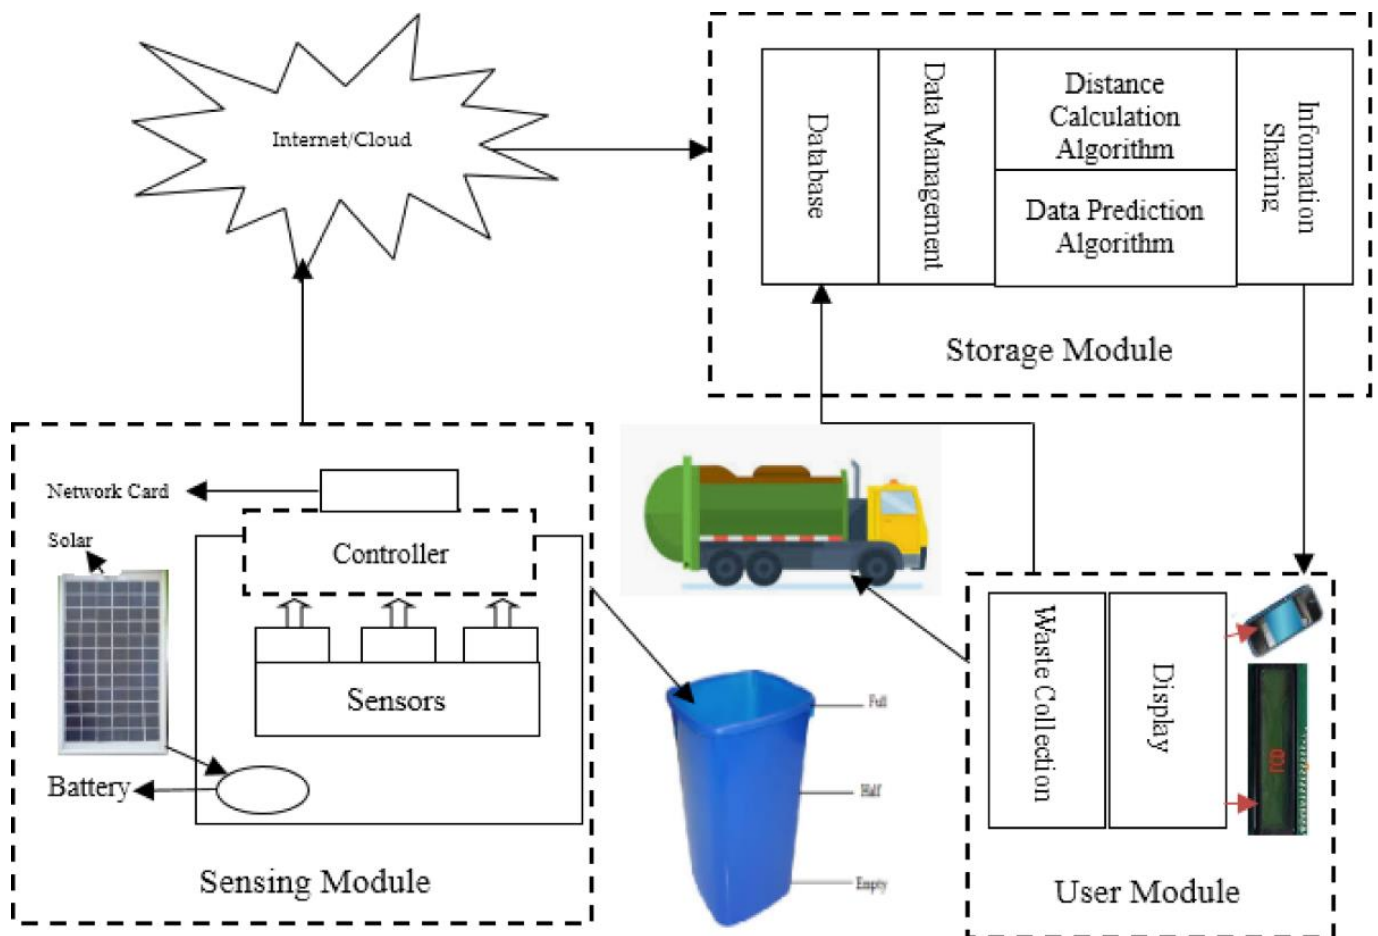 Internet/Cloud
Database
Data Management
Distance
Calculation
Algorithm
Data Prediction
Algorithm
Information
Sharing
Storage Module
Network Card
Solar
Controller
Sensors
Battery
Sensing Module
Full
Half
Empty
Waste Collection
Display
LCD
User Module